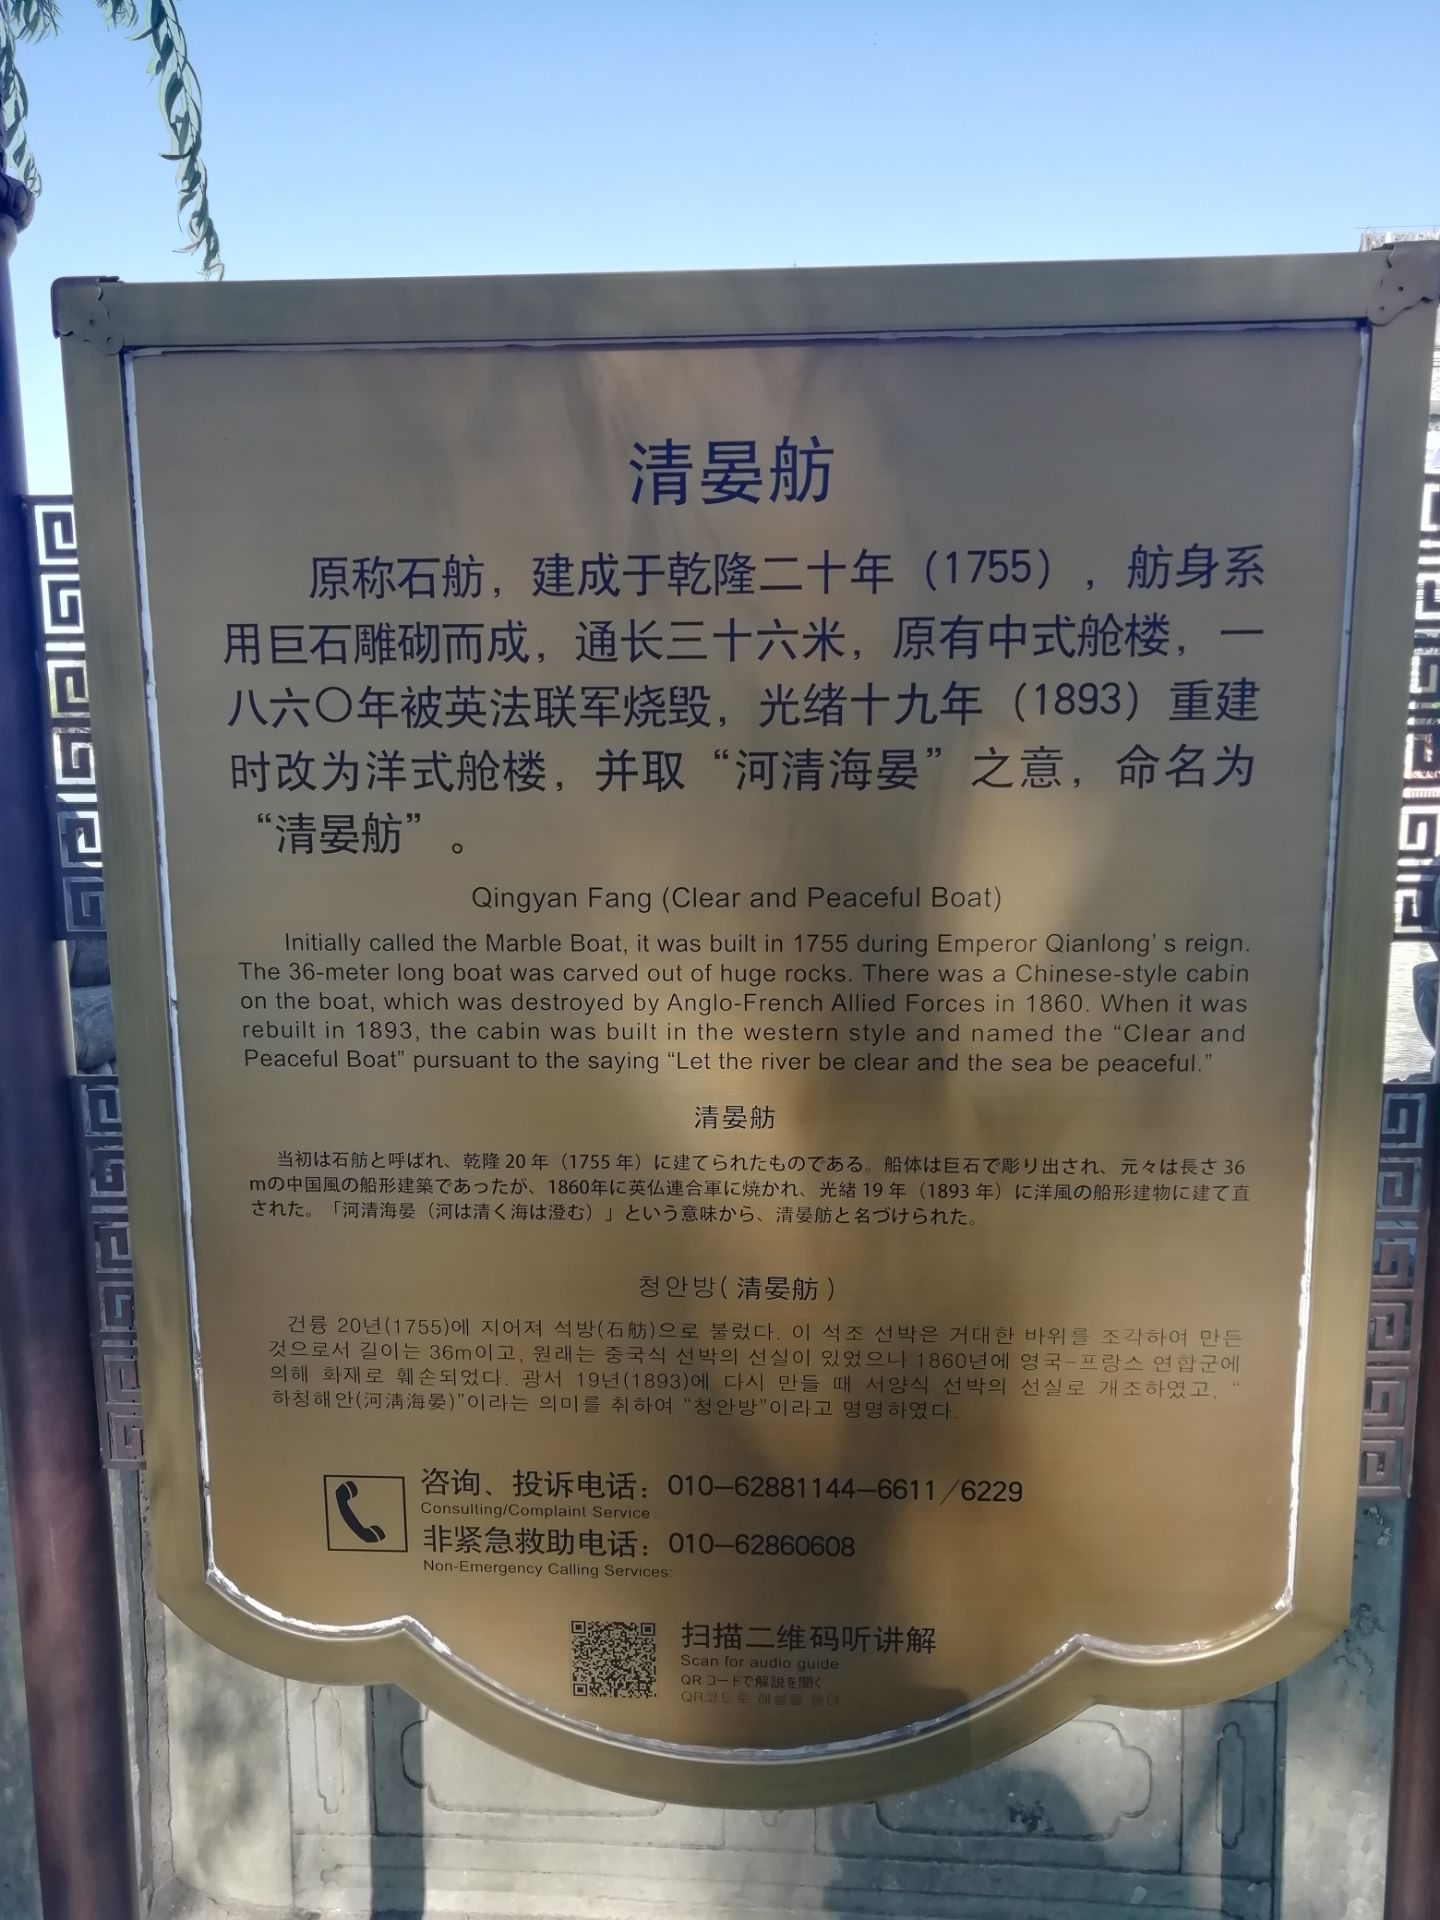 清晏舫
原称石舫，建成于乾隆二十年（1755），舫身系
用巨石雕砌而成，通长三十六米，原有中式舱楼，一
八六〇年被英法联军烧毁，光绪十九年（1893）重建
时改为洋式舱楼，并取“河清海晏”之意，命名为
“清晏舫”。
Qingyan Fang (Clear and Peaceful Boat)
Initially called the Marble Boat, it was built in 1755 during Emperor Qianlong’ s reign.
The 36-meter long boat was carved out of huge rocks. There was a Chinese-style cabin
on the boat, which was destroyed by Anglo-French Allied Forces in 1860. When it was
rebuilt in 1893, the cabin was built in the western style and named the “Clear and
Peaceful Boat” pursuant to the saying “Let the river be clear and the sea be peaceful.”
清晏舫
当初は石舫と呼ばれ、乾隆 20 年（1755 年）に建てられたものである。船体は巨石で彫り出され、元々は長さ 36
mの中国風の船形建築であったが、1860年に英仏連合軍に焼かれ、光緒 19 年（1893 年）に洋風の船形建物に建て直
された。「河清海晏（河は清く海は澄む）」という意味から、清晏舫と名づけられた。
청안방( 清晏舫 )
건륭 20년(1755)에 지어져 석방(石舫)으로 불렀다. 이 석조 선박은 거대한 바위를 조각하여 만든
것으로서 길이는 36m이고, 원래는 중국식 선박의 선실이 있었으나 1860년에 영국-프랑스 연합군에
의해 화재로 훼손되었다. 광서 19년(1893)에 다시 만들 때 서양식 선박의 선실로 개조하였고, “
하청해안(河淸海晏)”이라는 의미를 취하여 “청안방”이라고 명명하였다.
咨询、投诉电话：010—62881144—6611／6229
Consulting/Complaint Service:
非紧急救助电话：010—62860608
Non-Emergency Calling Services:
扫描二维码听讲解
Scan for audio guide
QR コードで解説を聞く
QR코드로 해설을 듣다